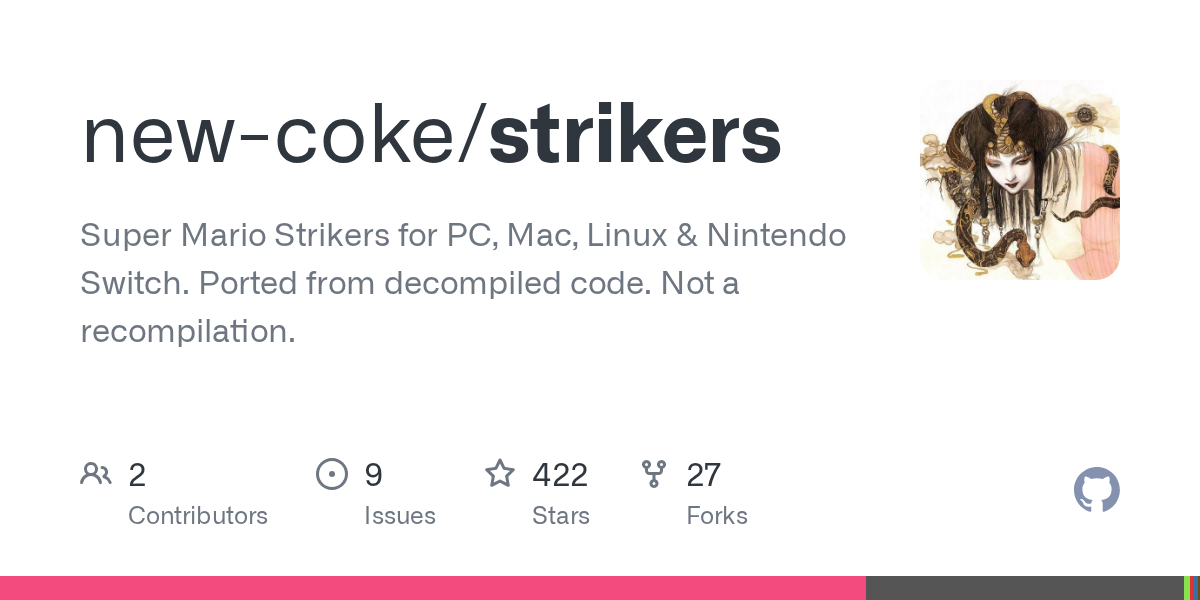 new-coke/strikers
Super Mario Strikers for PC, Mac, Linux & Nintendo
Switch. Ported from decompiled code. Not a
recompilation.
2 9 422 27
Contributors Issues Stars Forks